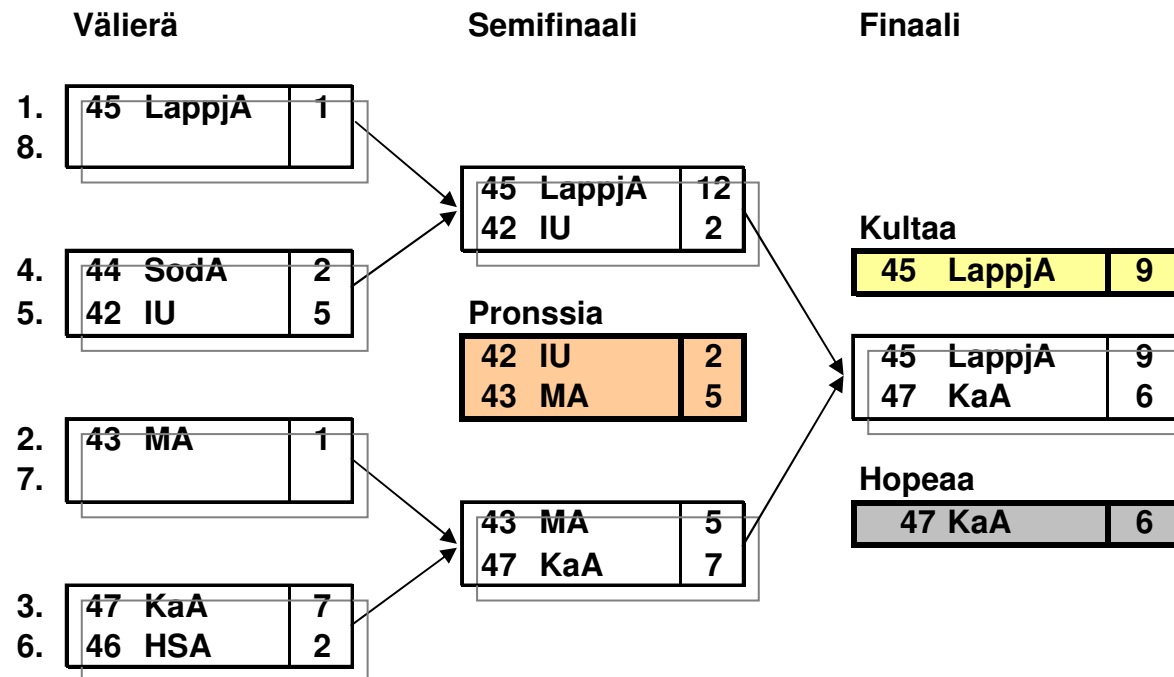 Välierä Semifinaali Finaali
1. 45 LappjA 1
8.
45 LappjA 12
42 IU 2
Kultaa
4. 44 SodA 2
45 LappjA 9
5. 42 IU 5
Pronssia
42 IU 2
45 LappjA 9
43 MA 5
47 KaA 6
2. 43 MA 1
7.
Hopeaa
43 MA 5
47 KaA 6
47 KaA 7
3. 47 KaA 7
6. 46 HSA 2